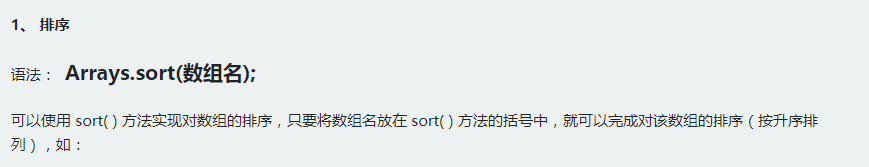 1、 排序
语法： Arrays.sort(数组名);
可以使用 sort( ) 方法实现对数组的排序，只要将数组名放在 sort( ) 方法的括号中，就可以完成对该数组的排序（按升序排
列），如：